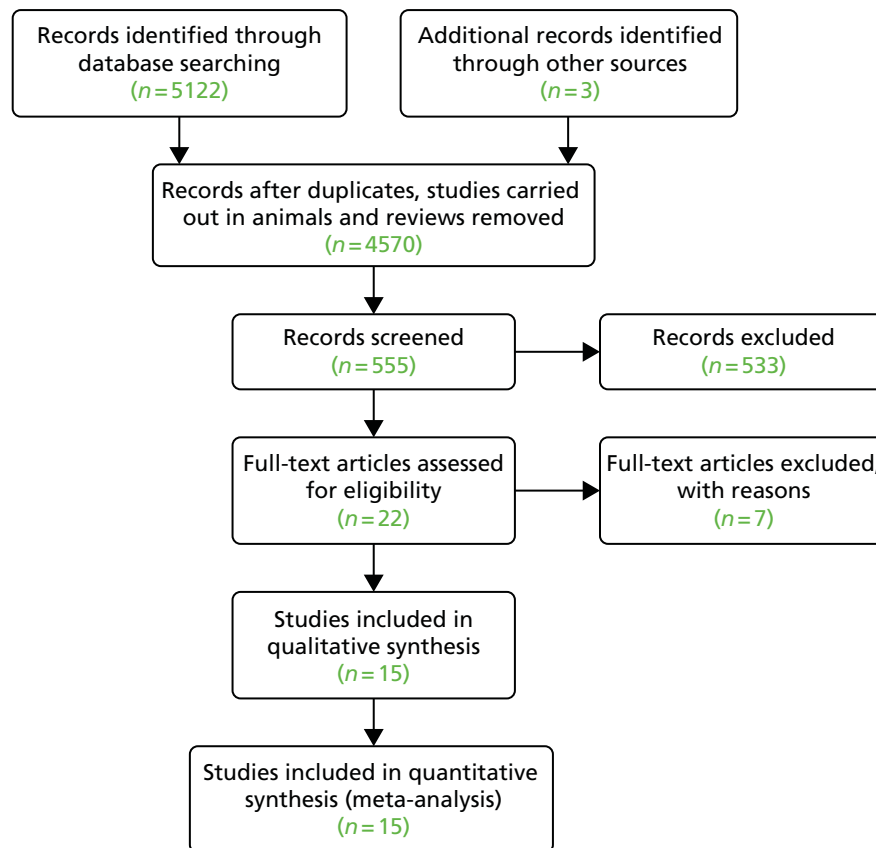 Records identified through
database searching
(n=5122)
Additional records identified
through other sources
(n=3)
Records after duplicates, studies carried
out in animals and reviews removed
(n=4570)
Records screened
(n=555)
Records excluded
(n=533)
Full-text articles assessed
for eligibility
(n=22)
Full-text articles excluded,
with reasons
(n=7)
Studies included in
qualitative synthesis
(n=15)
Studies included in quantitative
synthesis (meta-analysis)
(n=15)